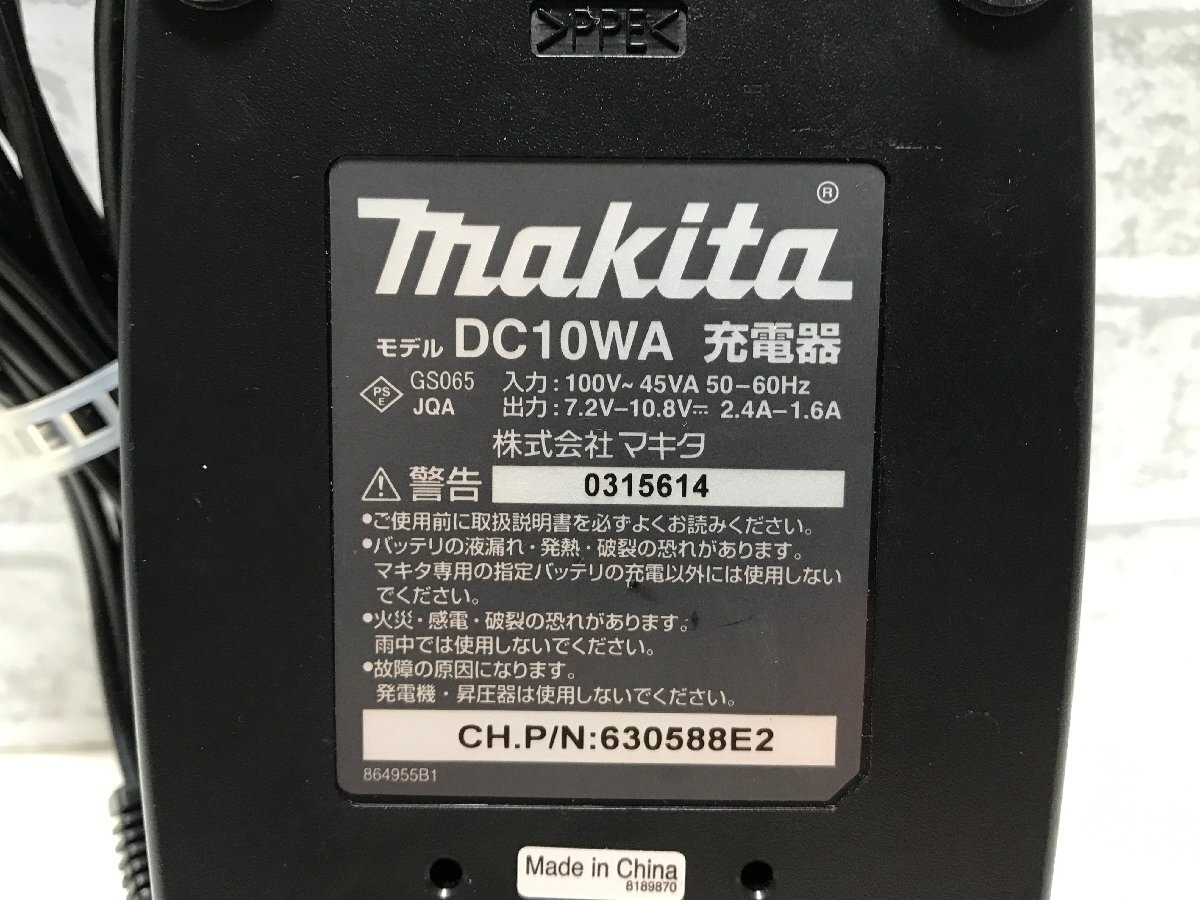 >PPE<
makita®
モデル DC10WA 充電器
PS E GS065 入力:100V~ 45VA 50-60Hz
JQA 出力:7.2V-10.8V⎓ 2.4A-1.6A
株式会社 マキタ
警告 0315614
•ご使用前に取扱説明書を必ずよくお読みください。
•バッテリの液漏れ・発熱・破裂の恐れがあります。
マキタ専用の指定バッテリの充電以外には使用しない
でください。
•火災・感電・破裂の恐れがあります。
雨中では使用しないでください。
•故障の原因になります。
発電機・昇圧器は使用しないでください。
CH.P/N:630588E2
864955B1
Made in China
8189870